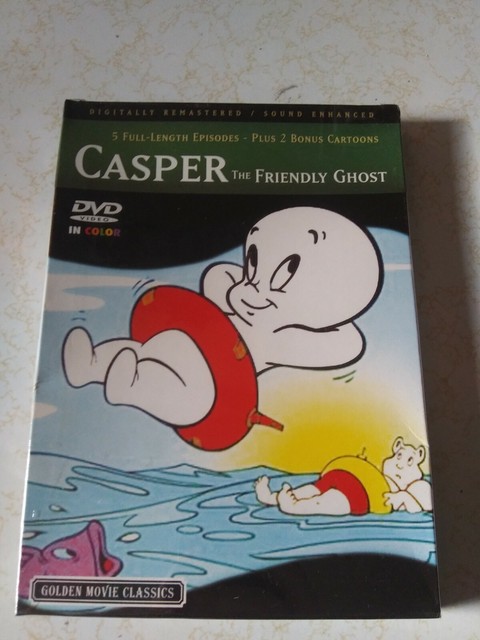 DIGITALLY REMASTERED / SOUND ENHANCED
5 FULL-LENGTH EPISODES - PLUS 2 BONUS CARTOONS
CASPER THE FRIENDLY GHOST
DVD
VIDEO
IN COLOR
GOLDEN MOVIE CLASSICS